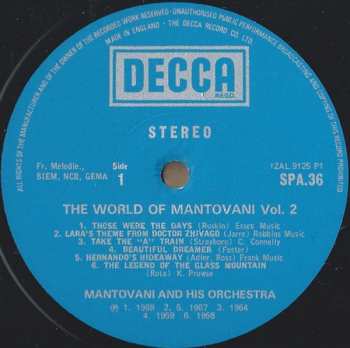 ALL RIGHTS OF THE MANUFACTURER AND OF THE OWNER OF THE RECORDED WORK RESERVED · UNAUTHORISED PUBLIC PERFORMANCE BROADCASTING AND COPYING OF THIS RECORD PROHIBITED
MADE IN ENGLAND · THE DECCA RECORD CO. LTD.
DECCA
STEREO
Fr. Melodie.,
BIEM, NCB, GEMA
Side
1
ZAL 9125 P1
SPA.36
THE WORLD OF MANTOVANI Vol. 2
1. THOSE WERE THE DAYS (Raskin) Essex Music
2. LARA'S THEME FROM DOCTOR ZHIVAGO (Jarre) Robbins Music
3. TAKE THE "A" TRAIN (Strayhorn) C. Connelly
4. BEAUTIFUL DREAMER (Foster)
5. HERNANDO'S HIDEAWAY (Adler, Ross) Frank Music
6. THE LEGEND OF THE GLASS MOUNTAIN
(Rota) K. Prowse
MANTOVANI AND HIS ORCHESTRA
℗ 1. 1968 2, 5. 1967 3. 1964
4. 1959 6. 1958